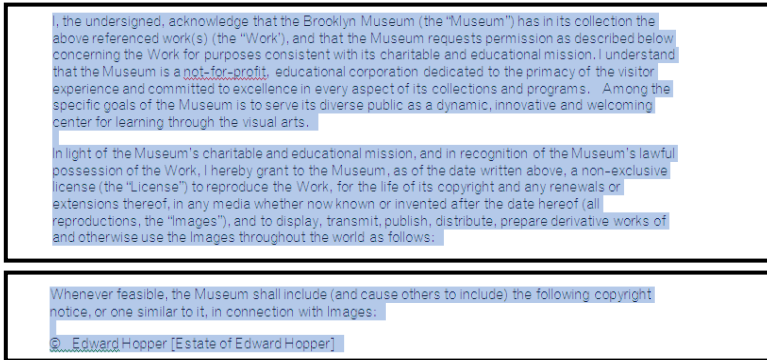 I, the undersigned, acknowledge that the Brooklyn Museum (the “Museum”) has in its collection the
above referenced work(s) (the “Work’), and that the Museum requests permission as described below
concerning the Work for purposes consistent with its charitable and educational mission. I understand
that the Museum is a not-for-profit, educational corporation dedicated to the primacy of the visitor
experience and committed to excellence in every aspect of its collections and programs. Among the
specific goals of the Museum is to serve its diverse public as a dynamic, innovative and welcoming
center for learning through the visual arts.
In light of the Museum's charitable and educational mission, and in recognition of the Museum's lawful
possession of the Work, I hereby grant to the Museum, as of the date written above, a non-exclusive
license (the “License”) to reproduce the Work, for the life of its copyright and any renewals or
extensions thereof, in any media whether now known or invented after the date hereof (all
reproductions, the “Images”), and to display, transmit, publish, distribute, prepare derivative works of
and otherwise use the Images throughout the world as follows:
Whenever feasible, the Museum shall include (and cause others to include) the following copyright
notice, or one similar to it, in connection with Images:
© Edward Hopper [Estate of Edward Hopper]